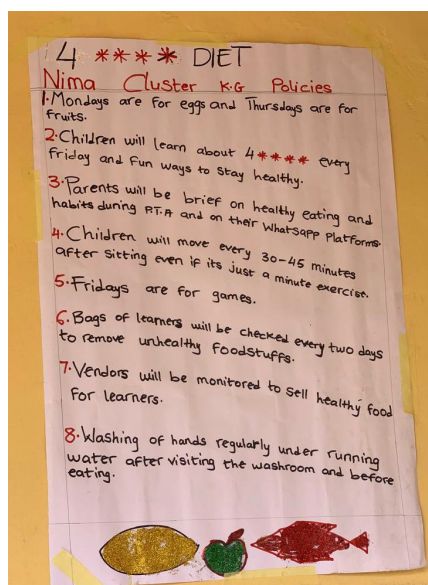 4 **** DIET
Nima Cluster K.G Policies
1. Mondays are for eggs and Thursdays are for
fruits.
2. Children will learn about 4 **** every
friday and fun ways to stay healthy.
3. Parents will be brief on healthy eating and
habits during P.T.A and on their WhatsApp Platforms.
4. Children will move every 30-45 minutes
after sitting even if its just a minute exercise.
5. Fridays are for games.
6. Bags of learners will be checked every two days
to remove unhealthy foodstuffs.
7. Vendors will be monitored to sell healthy food
for learners.
8. Washing of hands regularly under running
water after visiting the washroom and before
eating.